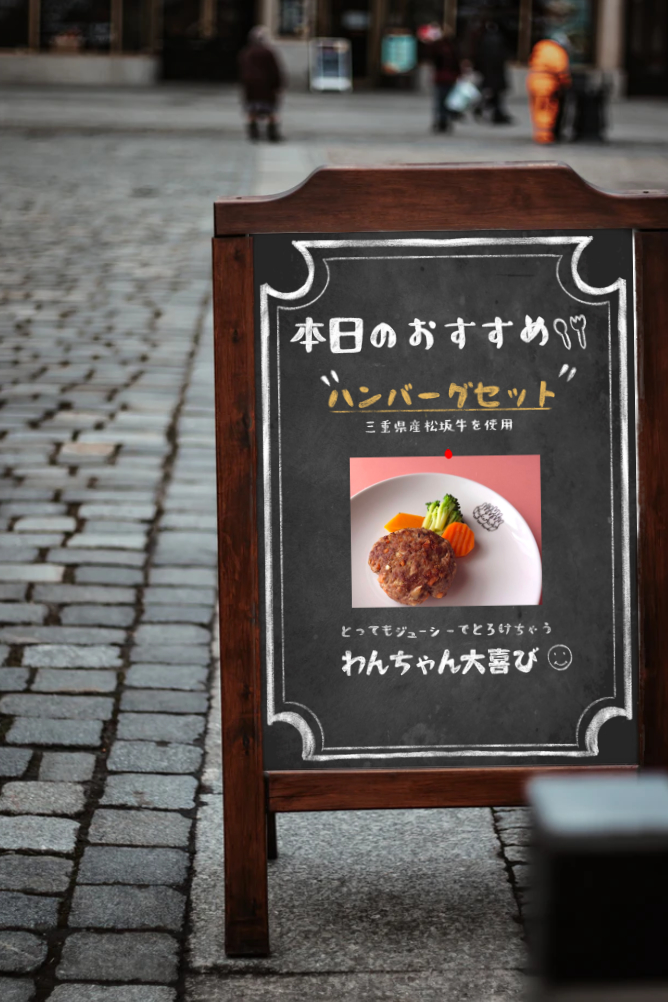 本日のおすすめ
ハンバーグセット
三重県産松坂牛を使用
とってもジューシーでとろけちゃう
わんちゃん大喜び